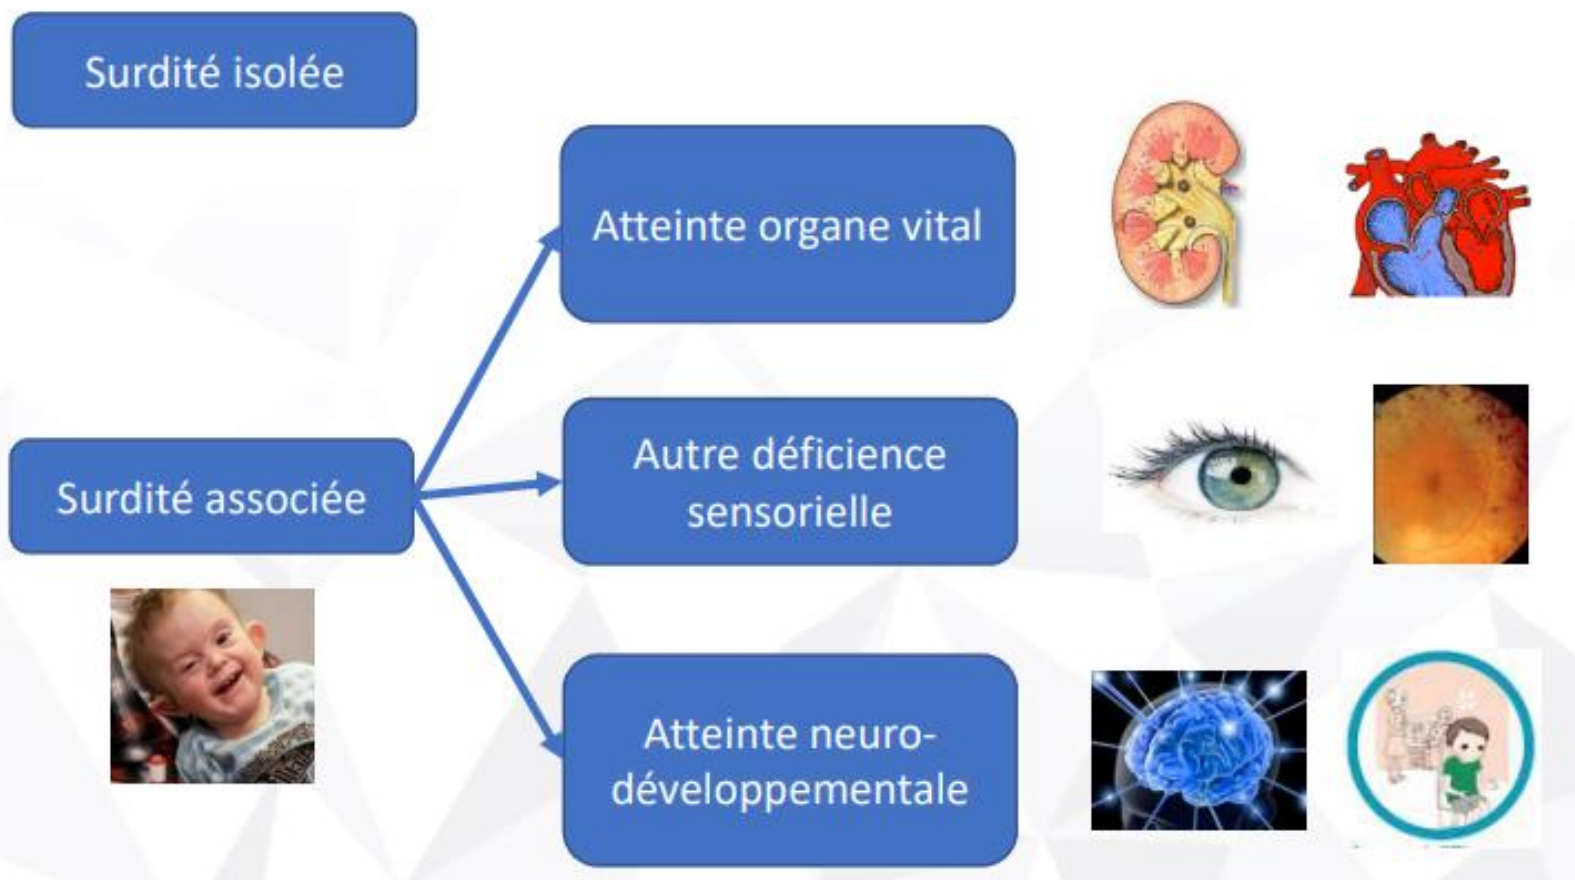 Surdité isolée
Atteinte organe vital
Surdité associée
Autre déficience
sensorielle
Atteinte neuro-
développementale